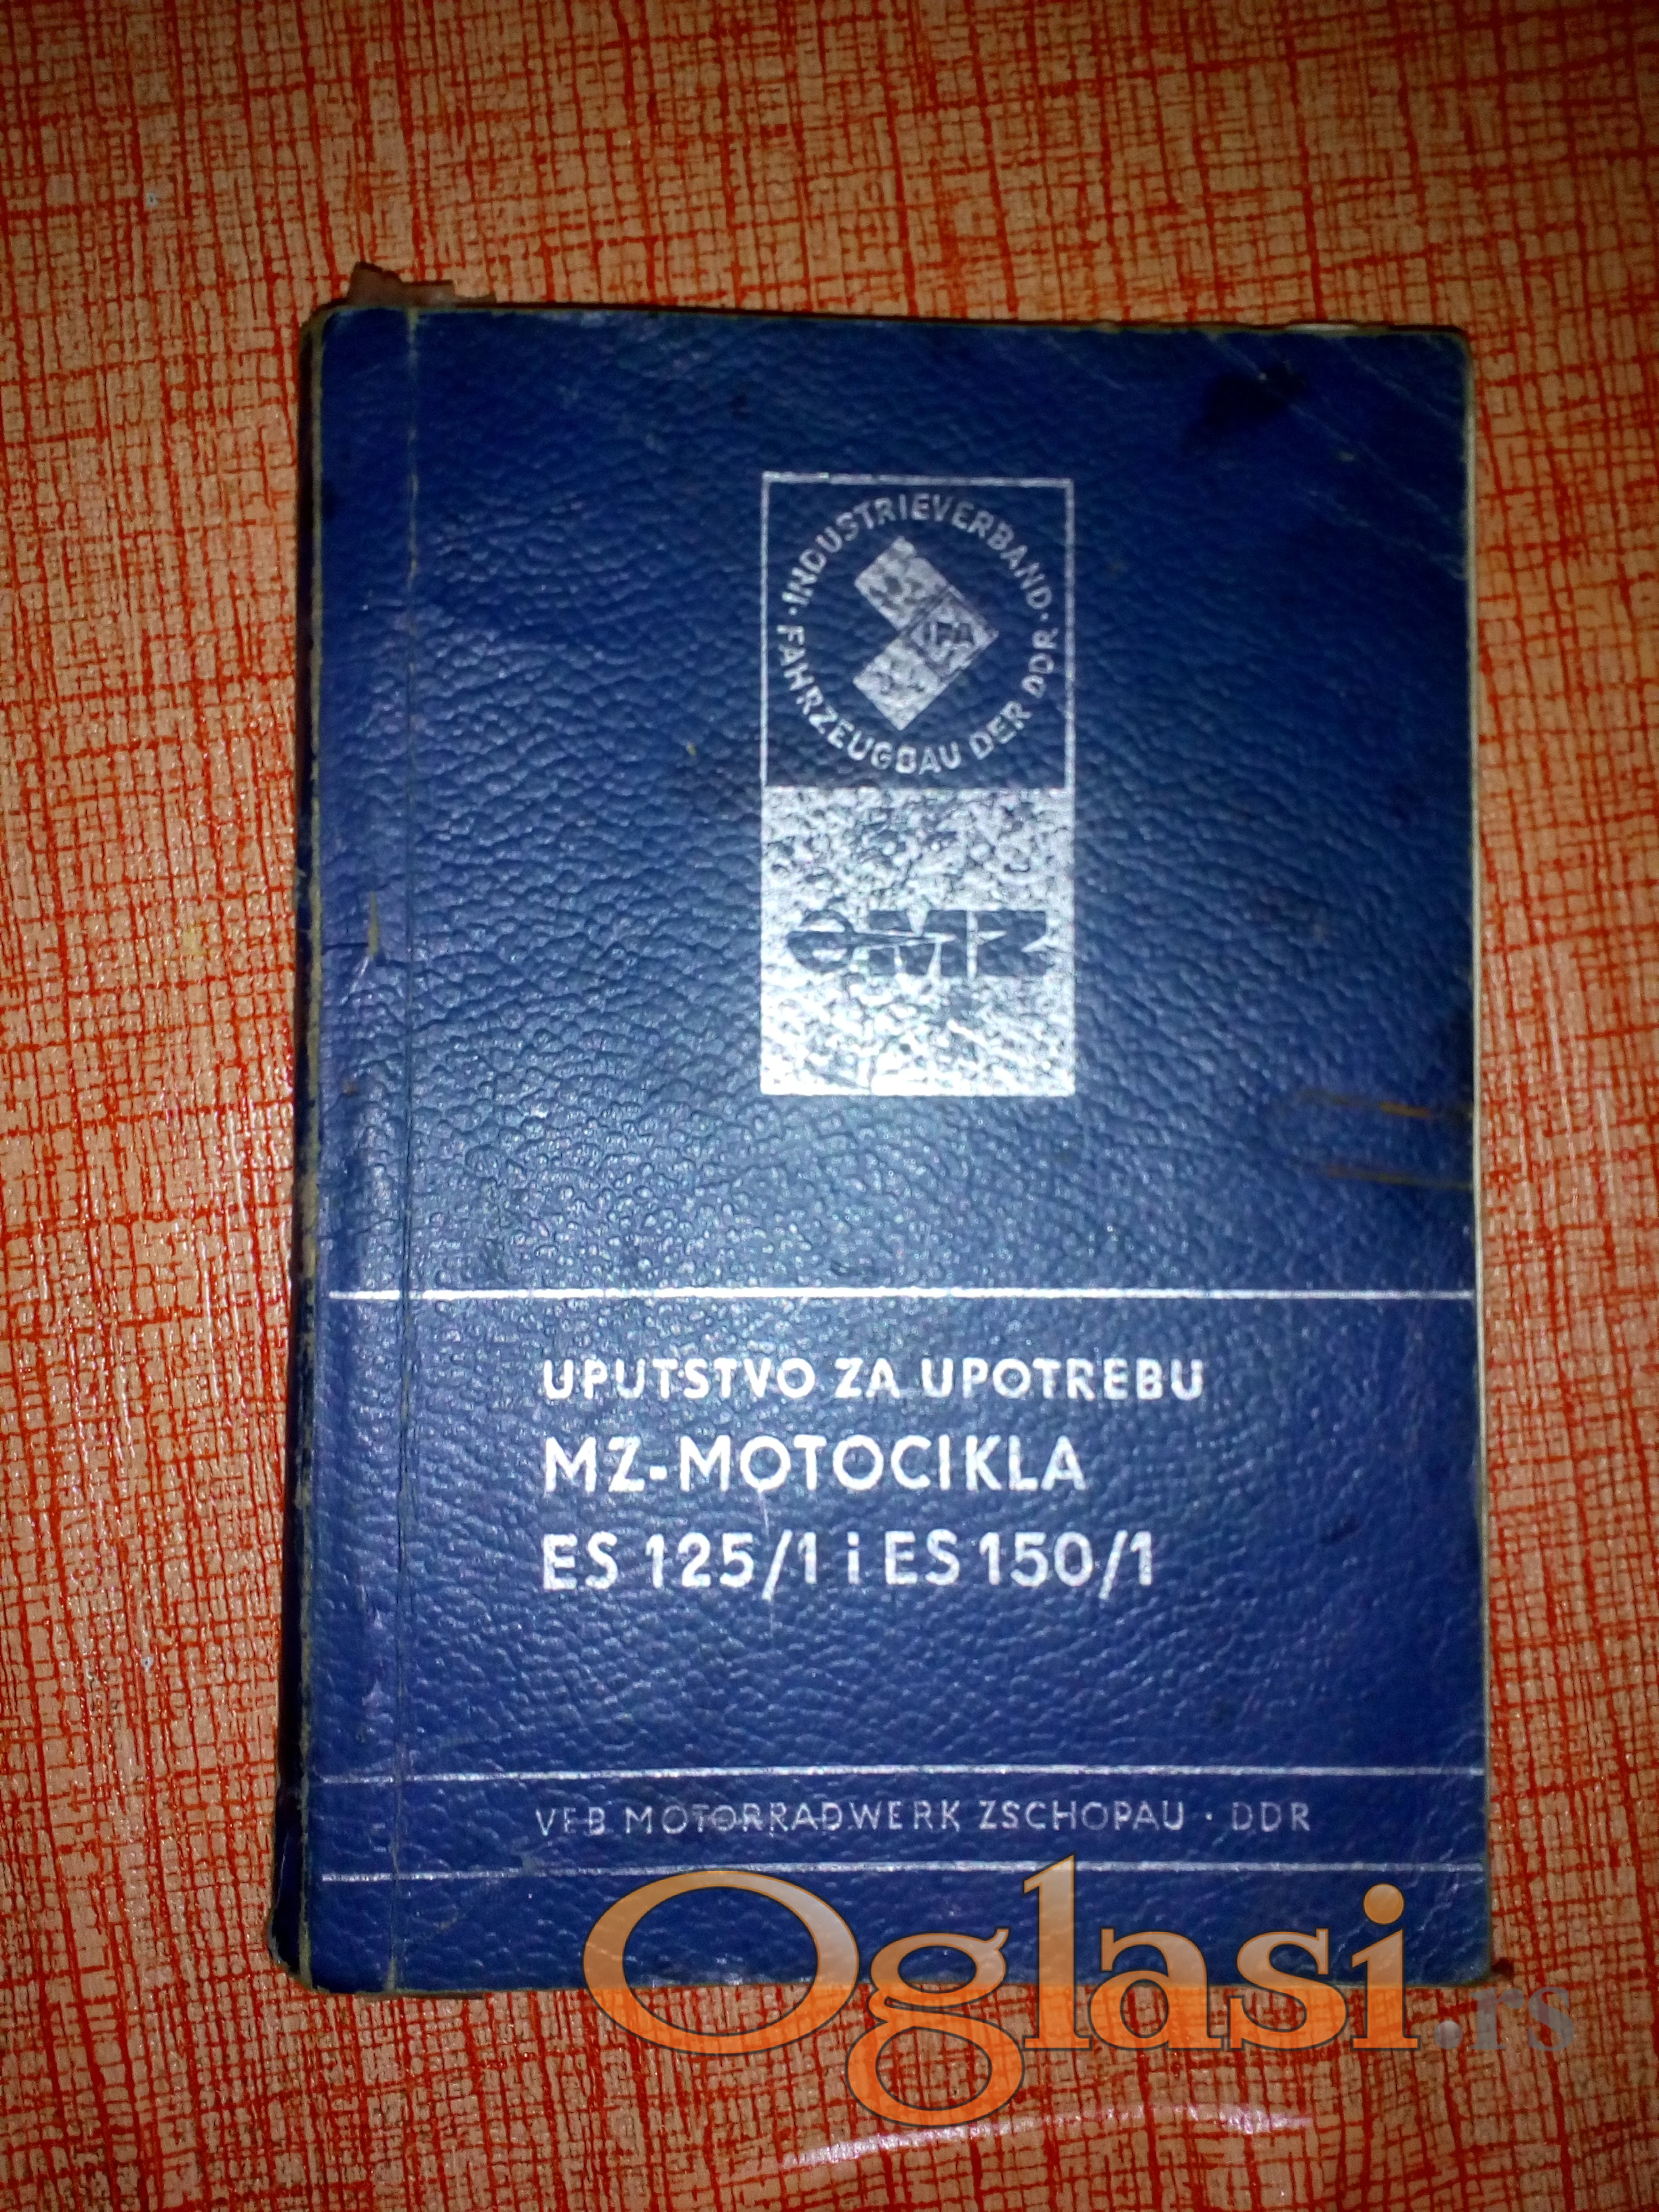 INDUSTRIEVERBAND
FAHRZEUGBAU DER DDR
IFA
MZ
UPUTSTVO ZA UPOTREBU
MZ-MOTOCIKLA
ES 125/1 i ES 150/1
VEB MOTORRADWERK ZSCHOPAU · DDR
Oglasi.rs